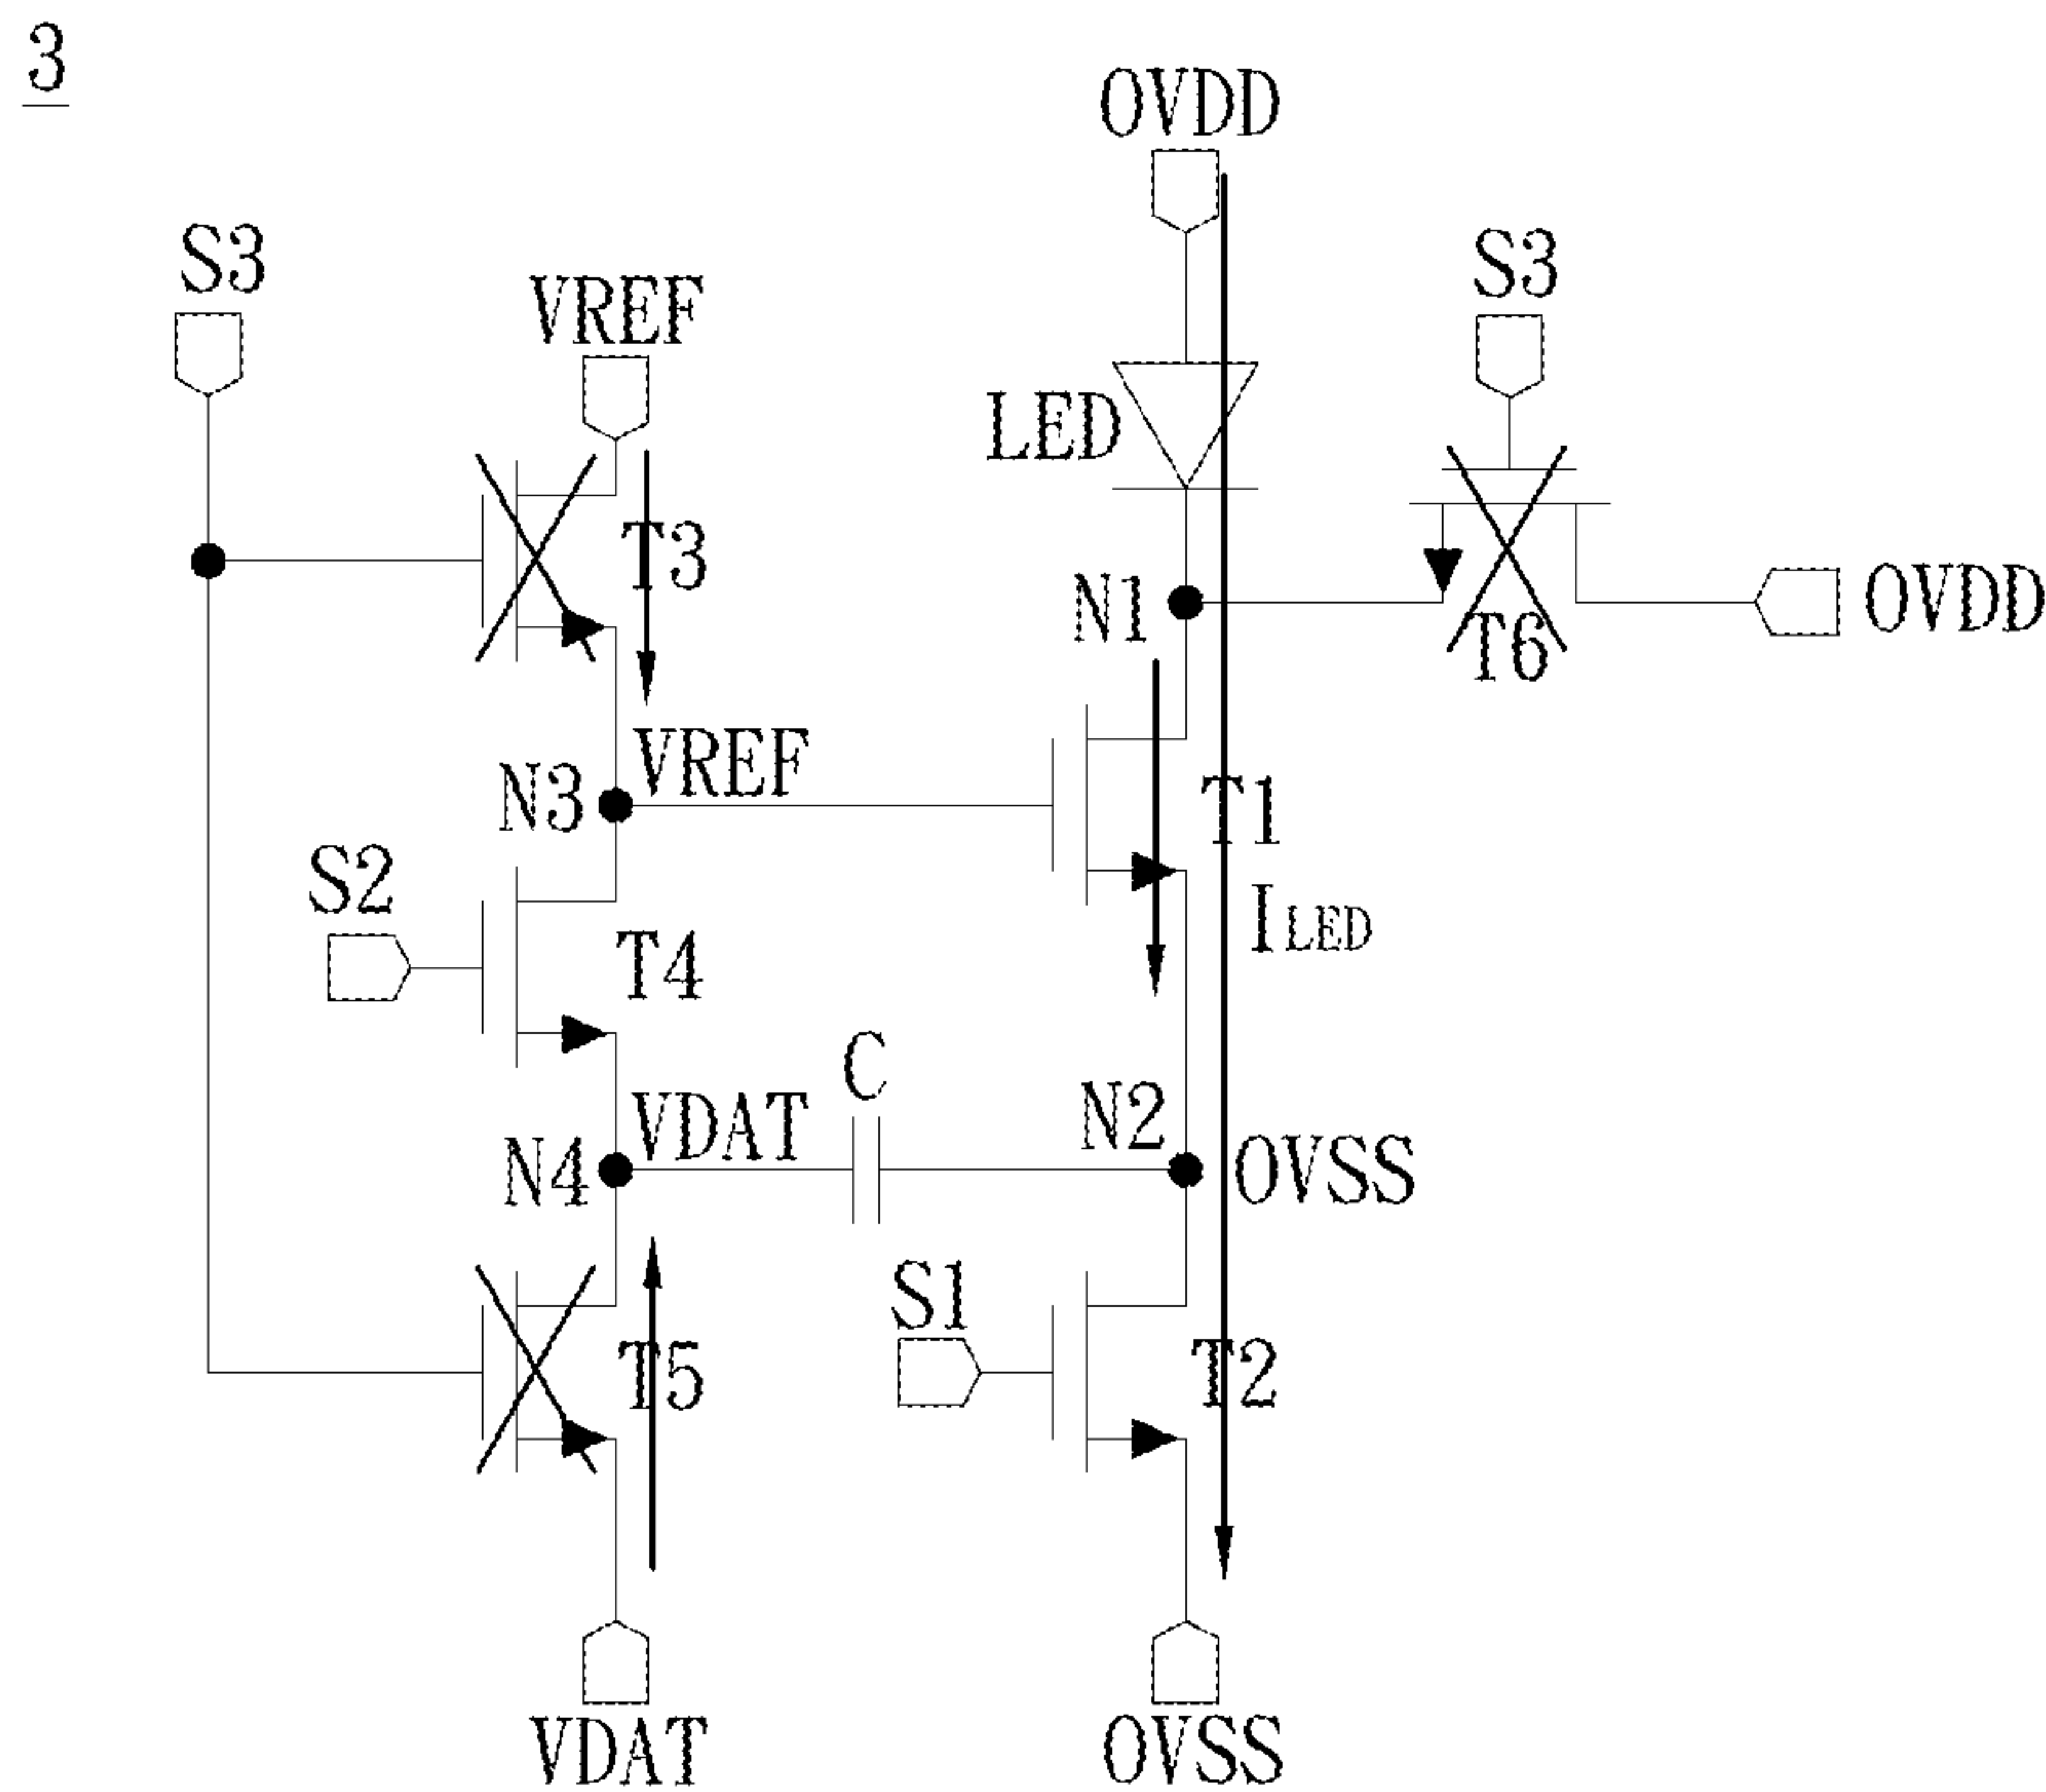 3
OVDD
S3
S3
VREF
LED
T3
N1
OVDD
T6
VREF
N3
T1
S2
I LED
T4
C
VDAT
N2
N4
OVSS
S1
T5
T2
VDAT
OVSS